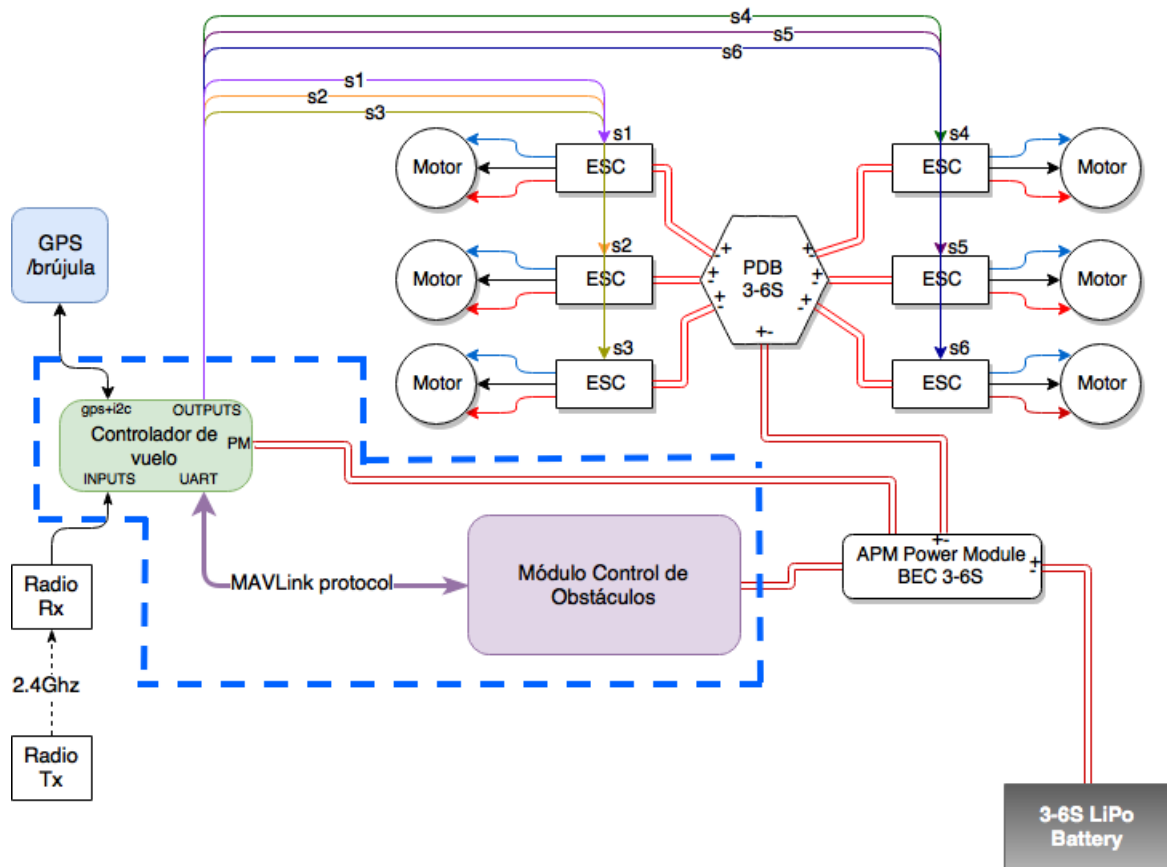 s4
s5
s6
s1
s2
s3
s1
s4
Motor
ESC
ESC
Motor
GPS
/brújula
s2
s5
Motor
ESC
+
-
+
-
+
-
PDB
3-6S
+
-
+
-
+
-
+-
ESC
Motor
s3
s6
Motor
ESC
ESC
Motor
gps+i2c
OUTPUTS
Controlador de
vuelo
PM
INPUTS
UART
MAVLink protocol
Módulo Control de
Obstáculos
+-
APM Power Module
BEC 3-6S
+
-
Radio
Rx
2.4Ghz
Radio
Tx
3-6S LiPo
Battery